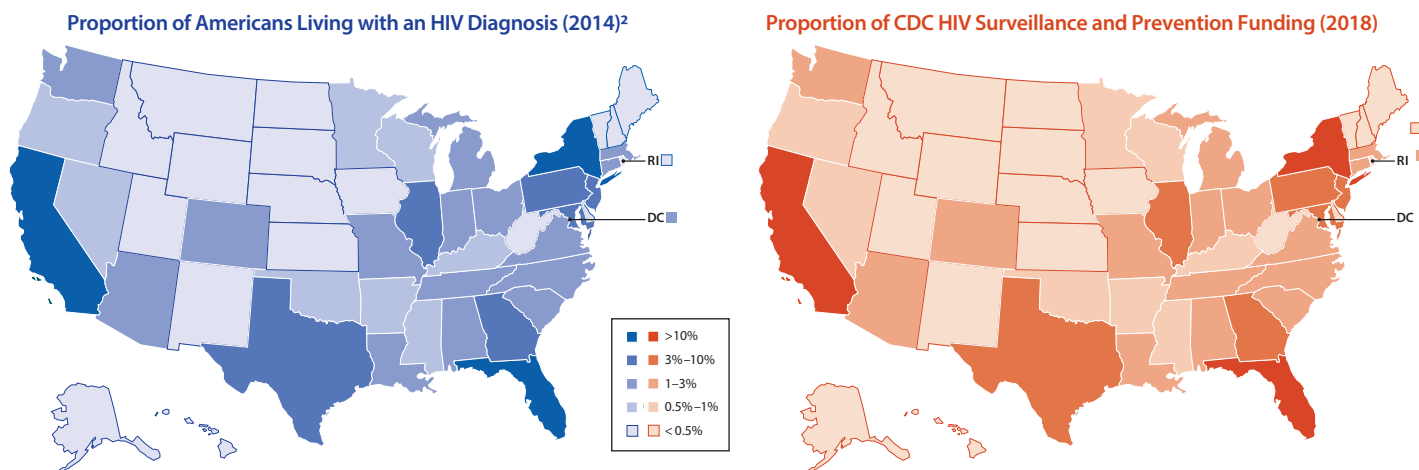 Proportion of Americans Living with an HIV Diagnosis (2014)²
Proportion of CDC HIV Surveillance and Prevention Funding (2018)
RI
DC
RI
DC
>10%
3%–10%
1–3%
0.5%–1%
< 0.5%